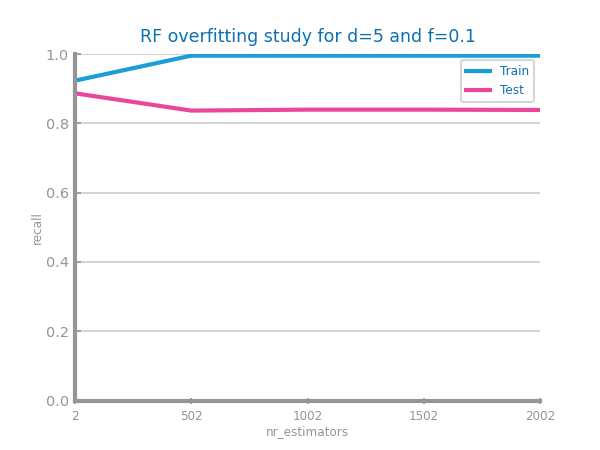 RF overfitting study for d=5 and f=0.1
1.0
0.8
0.6
0.4
0.2
0.0
recall
Train
Test
2 502 1002 1502 2002
nr_estimators